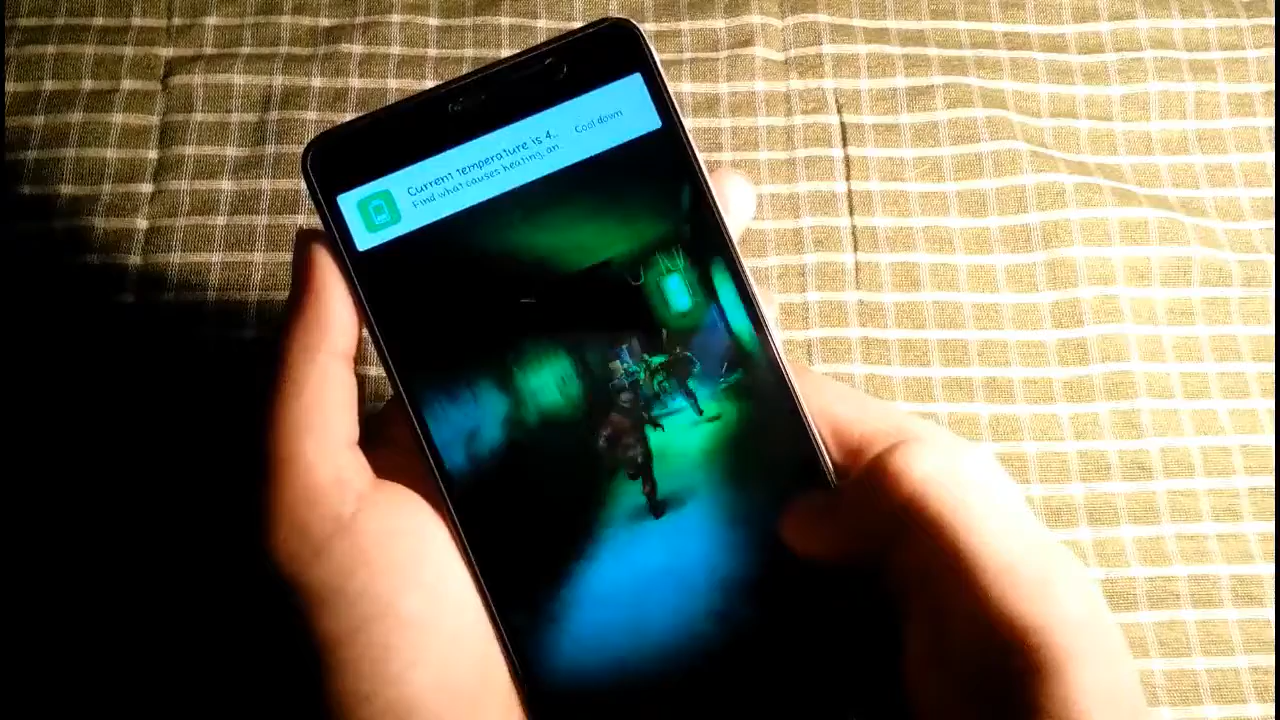 Current temperature is 4..
Find what causes heating, an..
Cool down